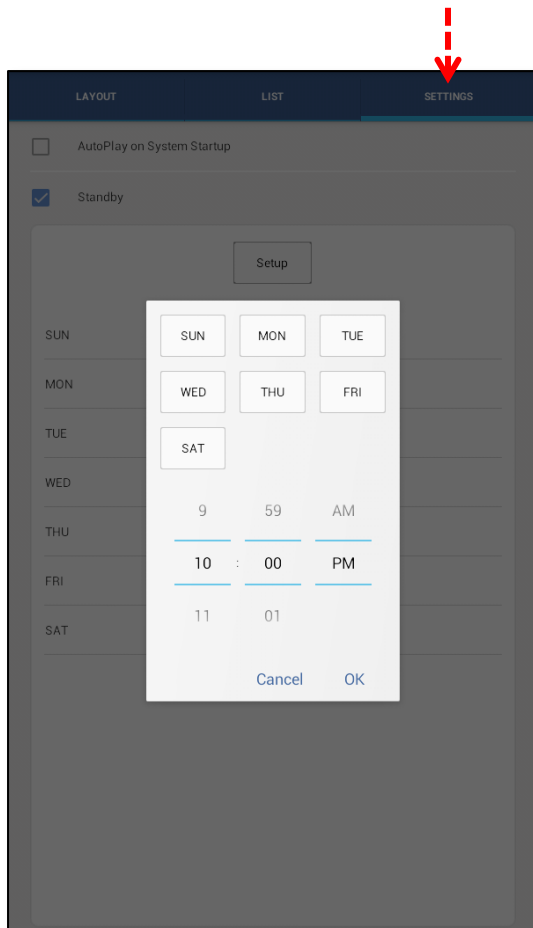 LAYOUT LIST SETTINGS
AutoPlay on System Startup
Standby
Setup
SUN
MON
TUE
WED
THU
FRI
SAT
SUN MON TUE
WED THU FRI
SAT
9 59 AM
10 : 00 PM
11 01
Cancel OK